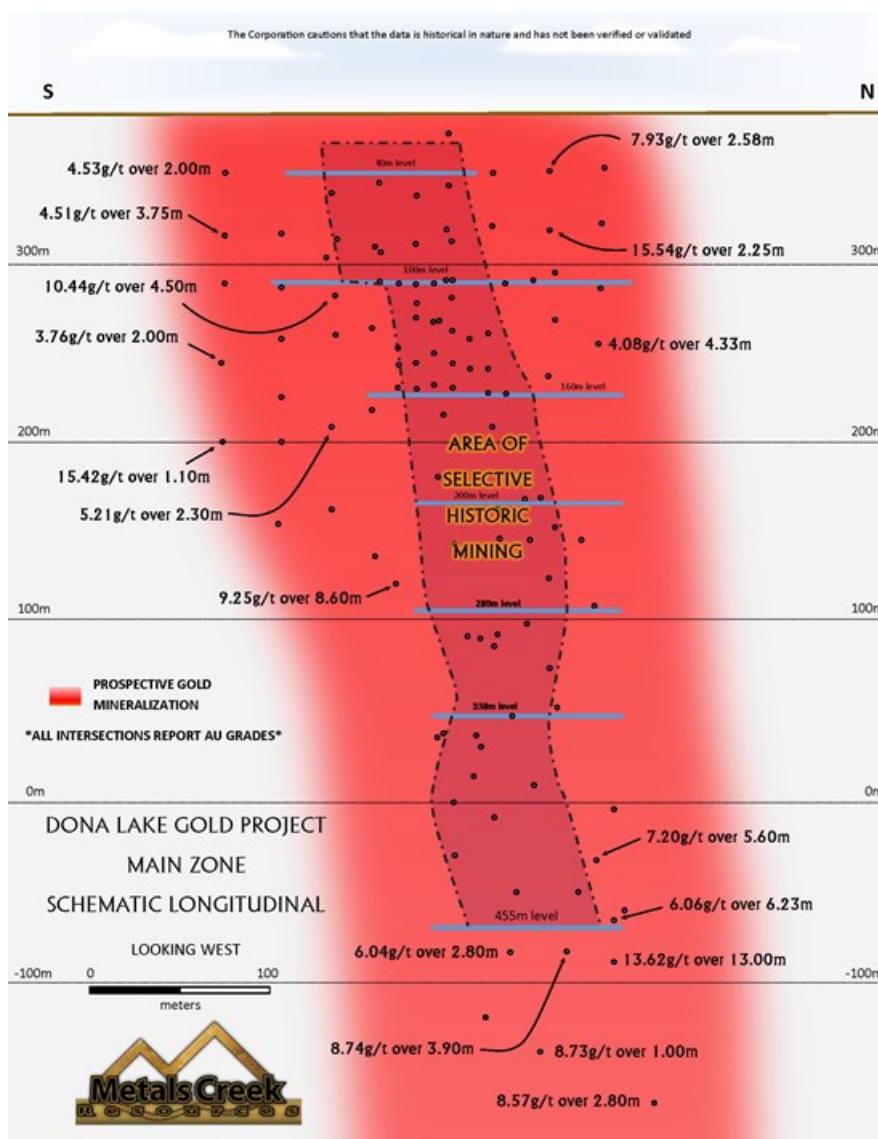 The Corporation cautions that the data is historical in nature and has not been verified or validated
S
N
7.93g/t over 2.58m
4.53g/t over 2.00m
40m level
4.51g/t over 3.75m
15.54g/t over 2.25m
300m
300m
100m level
10.44g/t over 4.50m
3.76g/t over 2.00m
4.08g/t over 4.33m
160m level
200m
200m
AREA OF
SELECTIVE
200m level
HISTORIC
MINING
15.42g/t over 1.10m
5.21g/t over 2.30m
9.25g/t over 8.60m
280m level
100m
100m
PROSPECTIVE GOLD
MINERALIZATION
338m level
*ALL INTERSECTIONS REPORT AU GRADES*
0m
0m
DONA LAKE GOLD PROJECT
MAIN ZONE
SCHEMATIC LONGITUDINAL
LOOKING WEST
7.20g/t over 5.60m
6.06g/t over 6.23m
455m level
6.04g/t over 2.80m
13.62g/t over 13.00m
-100m
-100m
0 100
meters
8.74g/t over 3.90m
8.73g/t over 1.00m
8.57g/t over 2.80m
Metals Creek
RESOURCES